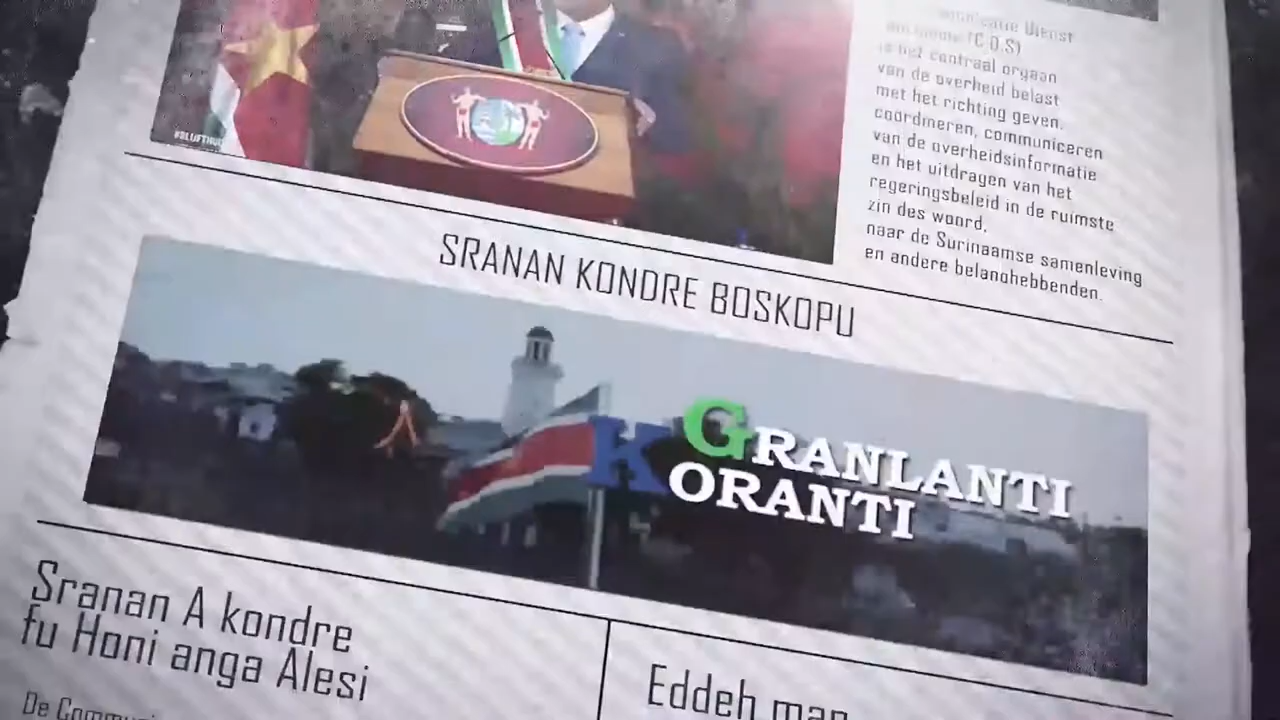 Dienst
(C.D.S)
is het centraal orgaan
van de overheid belast
met het richting geven,
coördineren, communiceren
van de overheidsinformatie
en het uitdragen van het
regeringsbeleid in de ruimste
zin des woord,
naar de Surinaamse samenleving
en andere belanghebbenden.
SRANAN KONDRE BOSKOPU
GRANLANTI
KORANTI
Sranan A kondre
fu Honi anga Alesi
De
Eddeh man